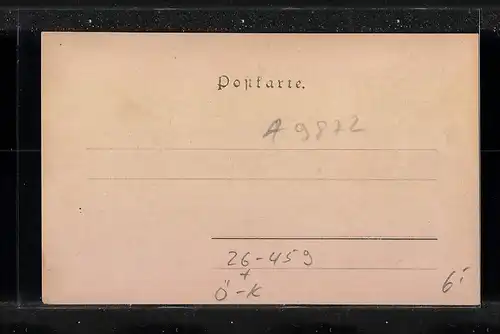 Postkarte.
A 9872
26-459
+
Ö-K
6'